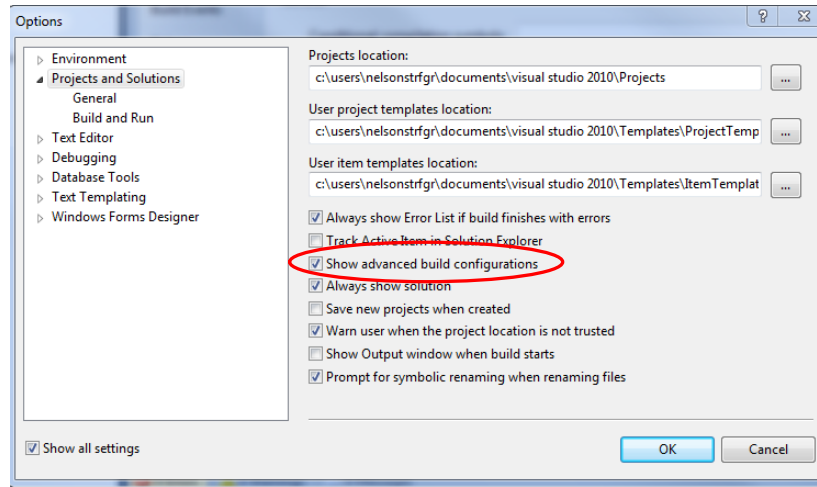 Options
Environment
Projects and Solutions
General
Build and Run
Text Editor
Debugging
Database Tools
Text Templating
Windows Forms Designer
Projects location:
c:\users\nelsonstrfgr\documents\visual studio 2010\Projects
...
User project templates location:
c:\users\nelsonstrfgr\documents\visual studio 2010\Templates\ProjectTemp
...
User item templates location:
c:\users\nelsonstrfgr\documents\visual studio 2010\Templates\ItemTemplat
...
Always show Error List if build finishes with errors
Track Active Item in Solution Explorer
Show advanced build configurations
Always show solution
Save new projects when created
Warn user when the project location is not trusted
Show Output window when build starts
Prompt for symbolic renaming when renaming files
Show all settings
OK
Cancel